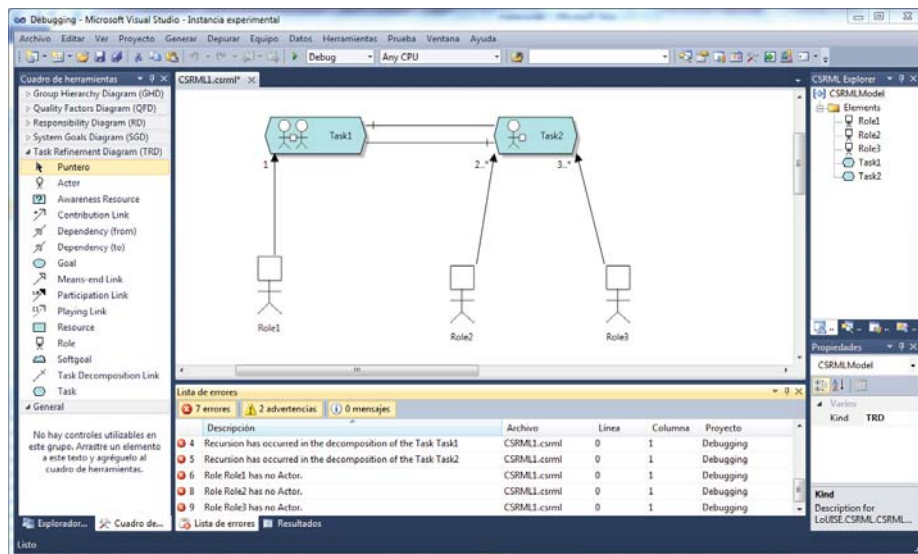 Debugging - Microsoft Visual Studio - Instancia experimental
Archivo Editar Ver Proyecto Generar Depurar Equipo Datos Herramientas Prueba Ventana Ayuda
Debug Any CPU
Cuadro de herramientas
Group Hierarchy Diagram (GHD)
Quality Factors Diagram (QFD)
Responsibility Diagram (RD)
System Goals Diagram (SGD)
Task Refinement Diagram (TRD)
Puntero
Actor
Awareness Resource
Contribution Link
Dependency (from)
Dependency (to)
Goal
Means-end Link
Participation Link
Playing Link
Resource
Role
Softgoal
Task Decomposition Link
Task
General
No hay controles utilizables en
este grupo. Arrastre un elemento
a este texto y agréguelo al
cuadro de herramientas.
Explorador... Cuadro de...
Listo
CSRML1.csrml*
Task1
Task2
1
2..*
3..*
Role1
Role2
Role3
Lista de errores
7 errores 2 advertencias 0 mensajes
Descripción Archivo Línea Columna Proyecto
4 Recursion has occurred in the decomposition of the Task Task1 CSRML1.csrml 0 1 Debugging
5 Recursion has occurred in the decomposition of the Task Task2 CSRML1.csrml 0 1 Debugging
6 Role Role1 has no Actor. CSRML1.csrml 0 1 Debugging
8 Role Role2 has no Actor. CSRML1.csrml 0 1 Debugging
9 Role Role3 has no Actor. CSRML1.csrml 0 1 Debugging
Lista de errores Resultados
CSRML Explorer
CSRMLModel
Elements
Role1
Role2
Role3
Task1
Task2
Propiedades
CSRMLModel
Varios
Kind TRD
Kind
Description for
LoUISE.CSRML.CSRML...